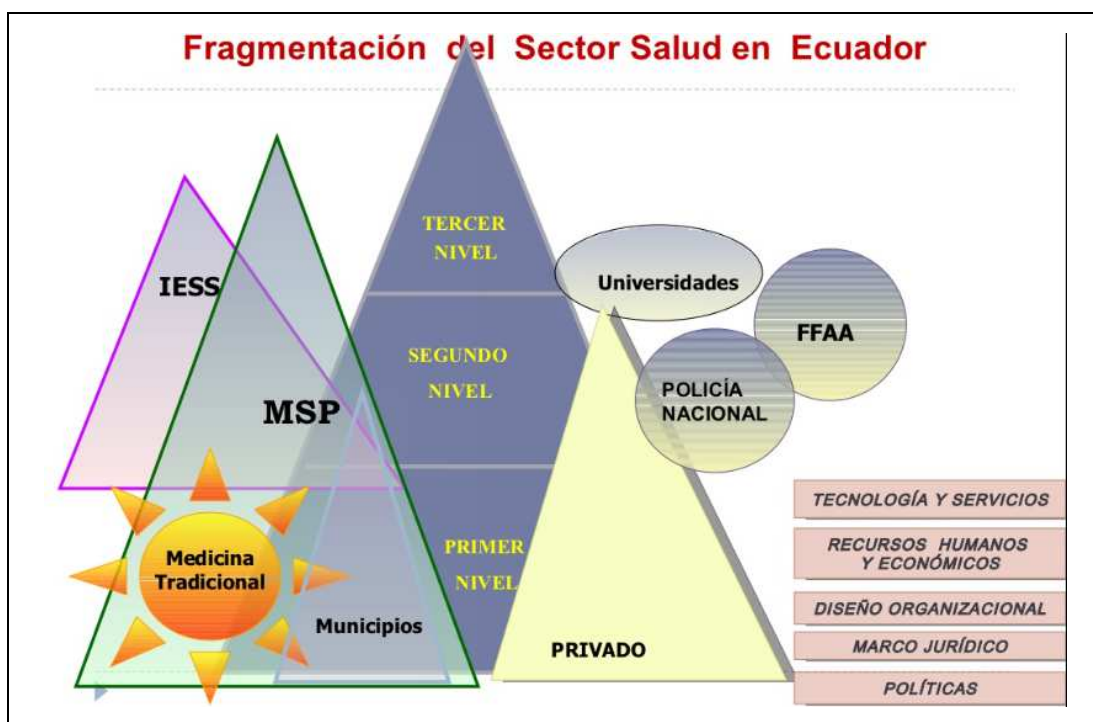 Fragmentación del Sector Salud en Ecuador
TERCER
NIVEL
IESS
Universidades
FFAA
SEGUNDO
NIVEL
MSP
POLICÍA
NACIONAL
TECNOLOGÍA Y SERVICIOS
RECURSOS HUMANOS
Y ECONÓMICOS
PRIMER
NIVEL
Medicina
Tradicional
Municipios
PRIVADO
DISEÑO ORGANIZACIONAL
MARCO JURÍDICO
POLÍTICAS